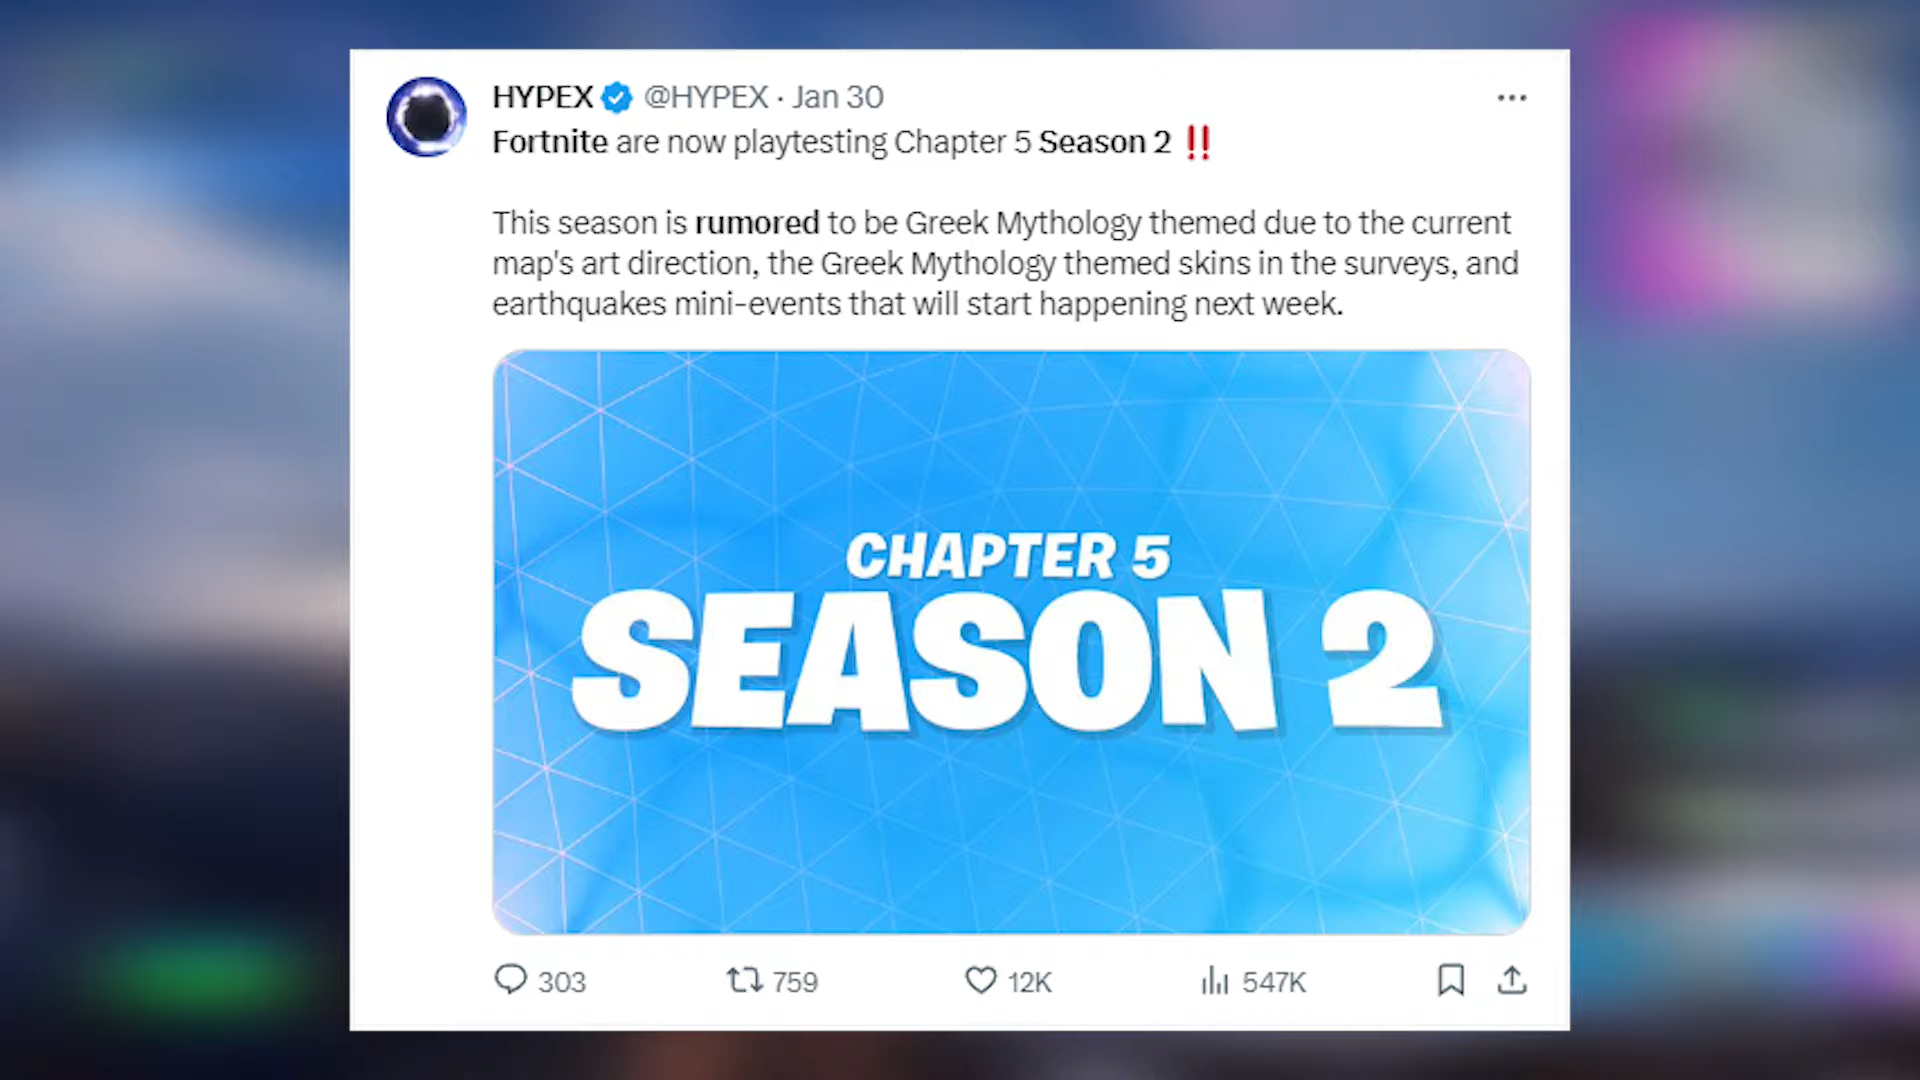 HYPEX @HYPEX · Jan 30
Fortnite are now playtesting Chapter 5 Season 2 ‼️
This season is rumored to be Greek Mythology themed due to the current
map's art direction, the Greek Mythology themed skins in the surveys, and
earthquakes mini-events that will start happening next week.
CHAPTER 5
SEASON 2
303 759 12K 547K